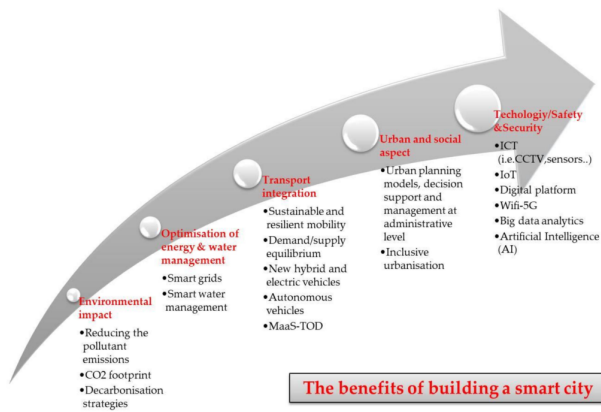 Environmental
impact
•Reducing the
pollutant
emissions
•CO2 footprint
•Decarbonisation
strategies
Optimisation of
energy & water
management
•Smart grids
•Smart water
management
Transport
integration
•Sustainable and
resilient mobility
•Demand/supply
equilibrium
•New hybrid and
electric vehicles
•Autonomous
vehicles
•MaaS-TOD
Urban and social
aspect
•Urban planning
models, decision
support and
management at
administrative
level
•Inclusive
urbanisation
Techologiy/Safety
&Security
•ICT
(i.e.CCTV,sensors..)
•IoT
•Digital platform
•Wifi-5G
•Big data analytics
•Artificial Intelligence
(AI)
The benefits of building a smart city